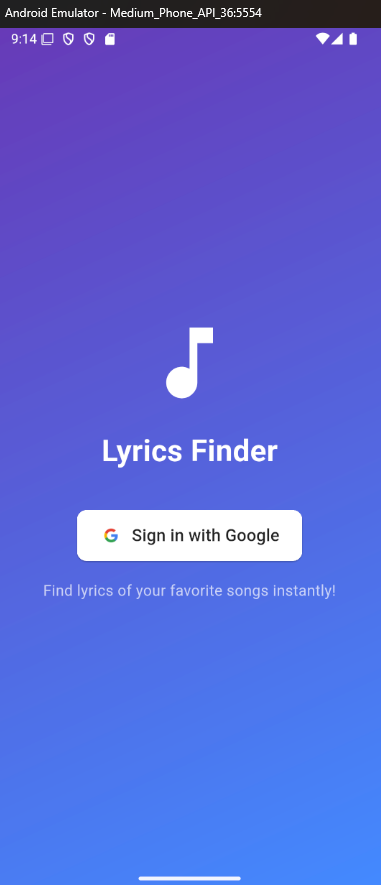 Android Emulator - Medium_Phone_API_36:5554
9:14
Lyrics Finder
Sign in with Google
Find lyrics of your favorite songs instantly!